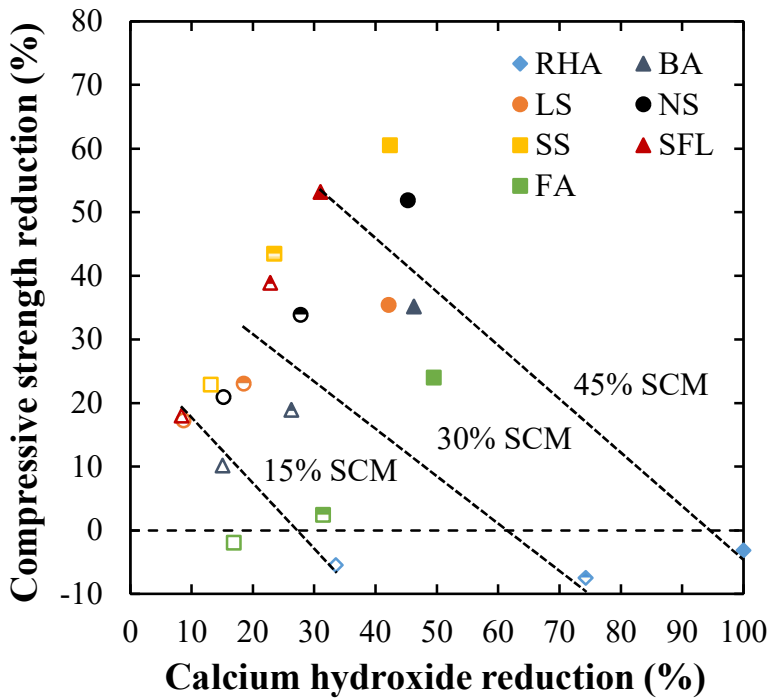 Compressive strength reduction (%)
80
70
60
50
40
30
20
10
0
-10
RHA BA
LS NS
SS SFL
FA
45% SCM
30% SCM
15% SCM
0 10 20 30 40 50 60 70 80 90 100
Calcium hydroxide reduction (%)